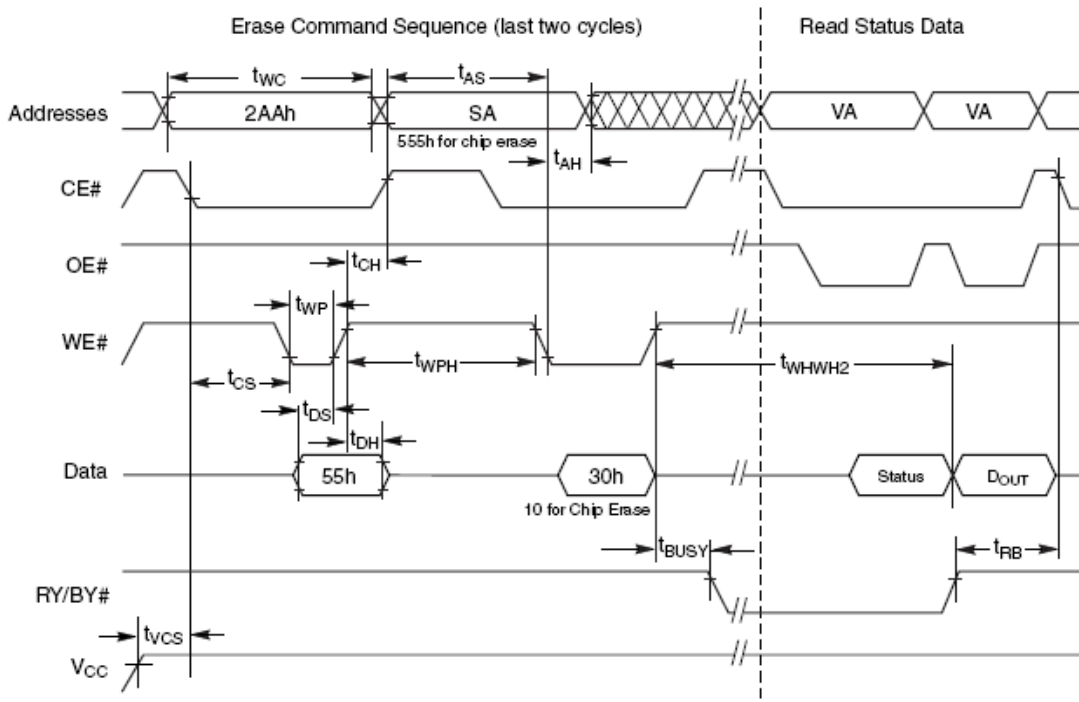 Erase Command Sequence (last two cycles)
Read Status Data
tWC
tAS
Addresses
2AAh
SA
VA
VA
555h for chip erase
tAH
CE#
OE#
tCH
tWP
WE#
tWPH
tWHWH2
tCS
tDS
tDH
Data
55h
30h
Status
DOUT
10 for Chip Erase
tBUSY
tRB
RY/BY#
tVCS
VCC